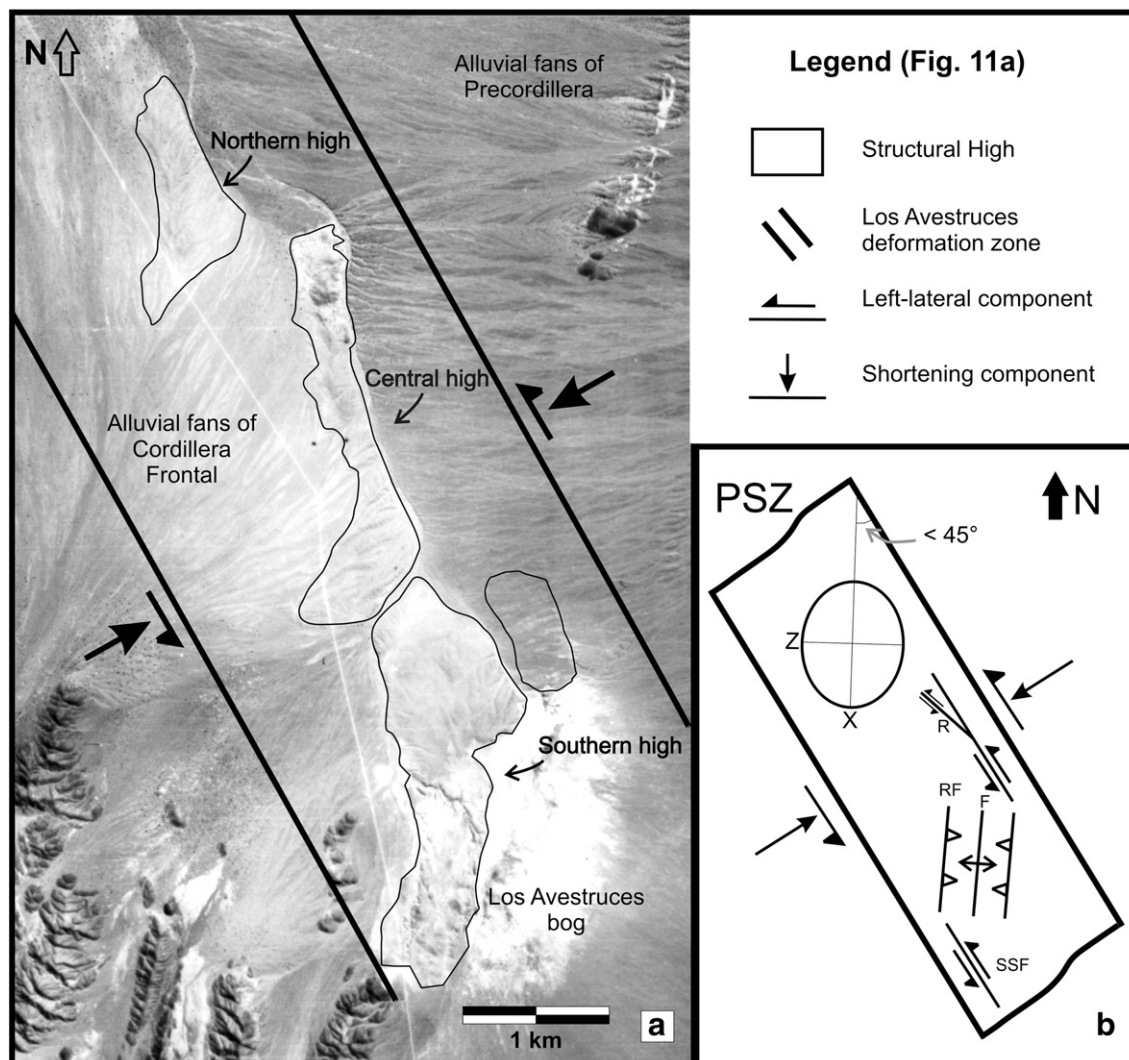 N
Alluvial fans of
Precordillera
Northern high
Central high
Alluvial fans of
Cordillera
Frontal
Southern high
Los Avestruces
bog
1 km
a
Legend (Fig. 11a)
Structural High
Los Avestruces
deformation zone
Left-lateral component
Shortening component
PSZ
N
< 45°
Z
X
R
RF
F
SSF
b